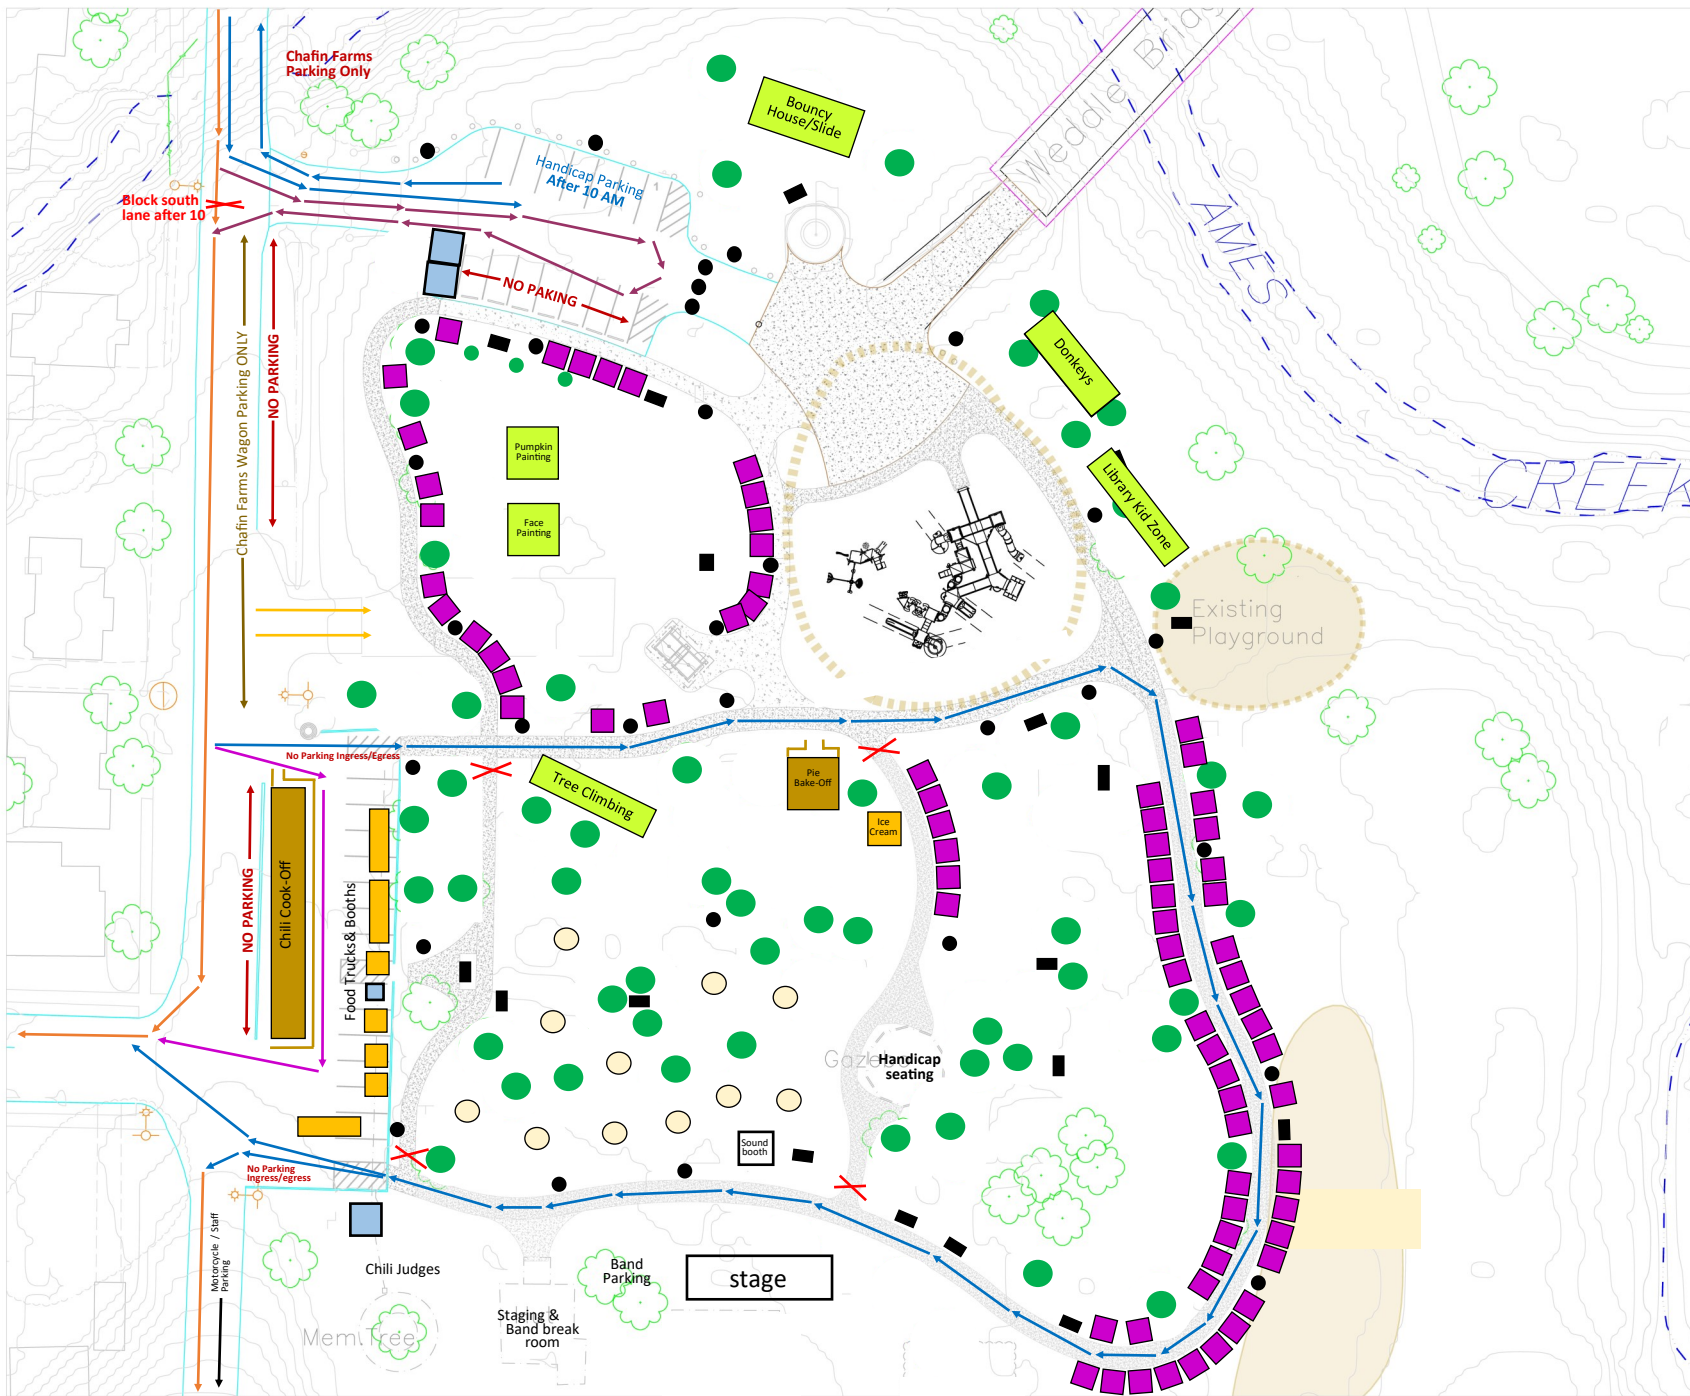 Chafin Farms
Parking Only
Bouncy
House/Slide
Weddle Brid
Handicap Parking
After 10 AM
Block south
lane after 10
AMES
CREEK
NO PAKING
Chafin Farms Wagon Parking ONLY
NO PARKING
Donkeys
Pumpkin
Painting
Library Kid Zone
Face
Painting
Existing
Playground
No Parking Ingress/Egress
Tree Climbing
Pie
Bake-Off
Ice
Cream
NO PARKING
Chili Cook-Off
Food Trucks& Booths
Gazebo
Handicap
seating
Sound
booth
No Parking
Ingress/egress
Motorcycle / Staff
Parking
Chili Judges
Band
Parking
stage
Staging &
Band break
room
Mem.Tree